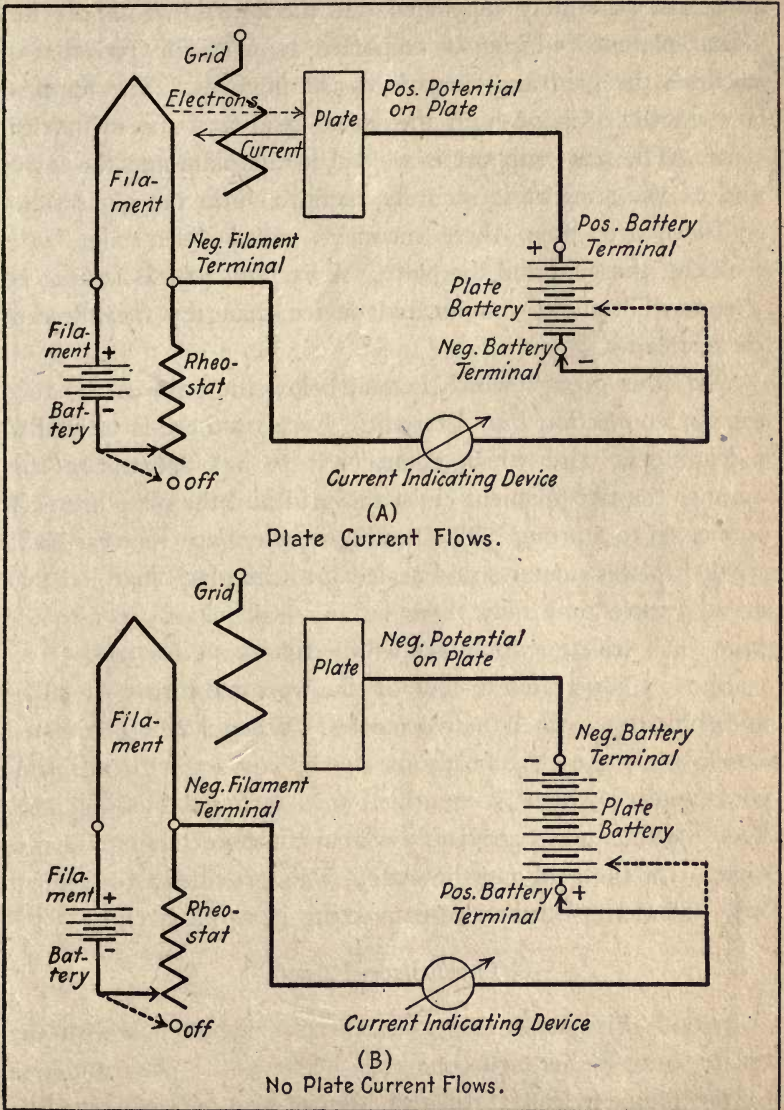 Grid
Electrons
Current
Plate
Pos. Potential
on Plate
Fila-
ment
Neg. Filament
Terminal
Pos. Battery
Terminal
+
Plate
Battery
Neg. Battery
Terminal
-
Fila-
ment
+
Bat-
tery
-
Rheo-
stat
off
Current Indicating Device
(A)
Plate Current Flows.
Grid
Plate
Neg. Potential
on Plate
Fila-
ment
Neg. Filament
Terminal
Neg. Battery
Terminal
-
Plate
Battery
Pos. Battery
Terminal
+
Fila-
ment
+
Bat-
tery
-
Rheo-
stat
off
Current Indicating Device
(B)
No Plate Current Flows.